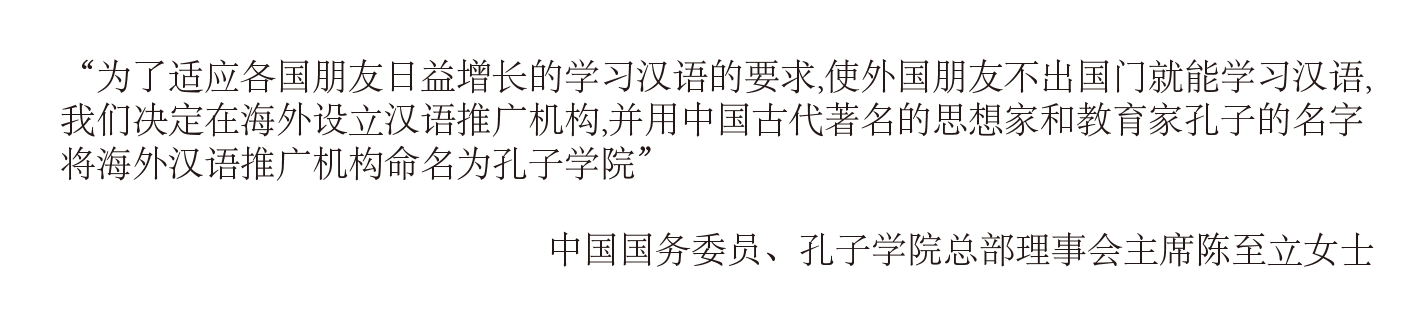 “为了适应各国朋友日益增长的学习汉语的要求,使外国朋友不出国门就能学习汉语,
我们决定在海外设立汉语推广机构,并用中国古代著名的思想家和教育家孔子的名字
将海外汉语推广机构命名为孔子学院”
中国国务委员、孔子学院总部理事会主席陈至立女士